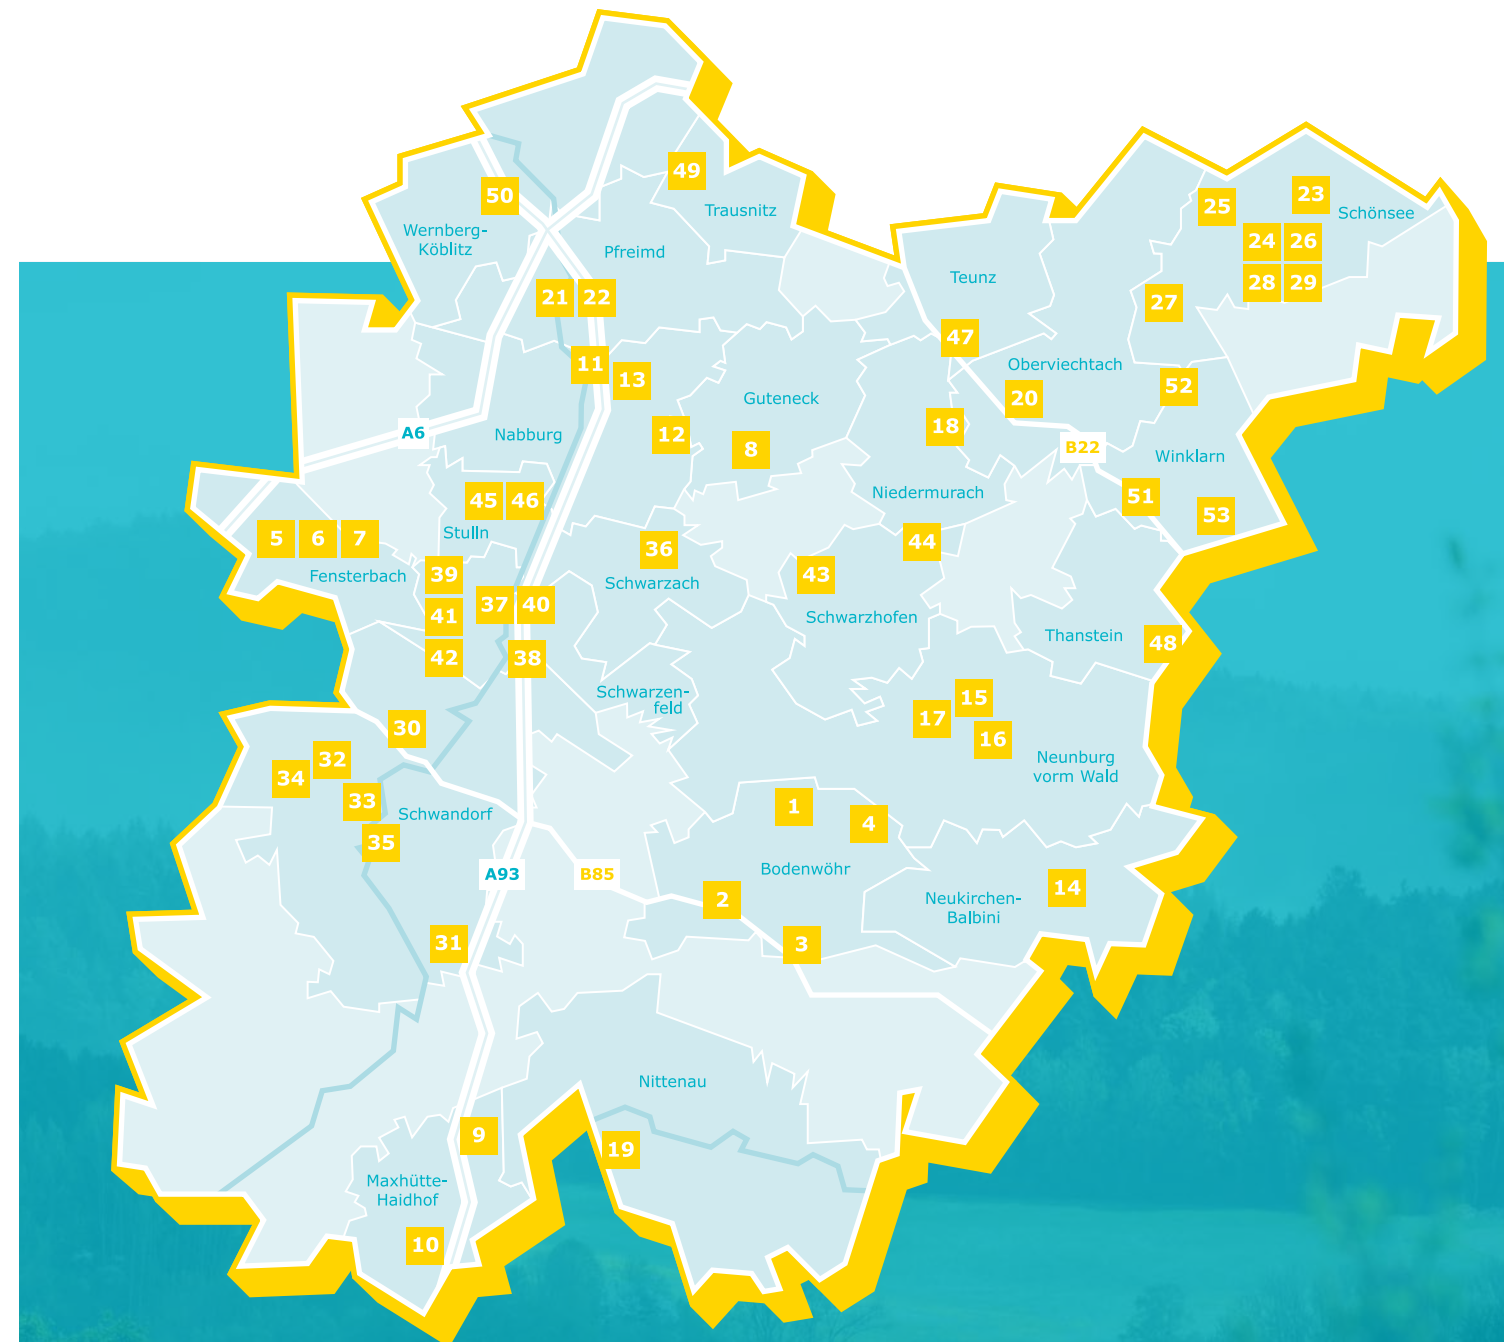 49
50
23
25
Trausnitz
Schönsee
Wernberg-
Köblitz
Pfreimd
24
26
Teunz
28
29
21
22
27
47
11
13
Oberviechtach
52
20
Guteneck
18
A6
Nabburg
12
8
B22
Winklarn
Niedermurach
45
46
51
53
Stulln
5
6
7
44
36
Fensterbach
39
Schwarzach
43
37
40
41
Schwarzhofen
Thanstein
48
42
38
Schwarzen-
feld
15
17
30
16
Neunburg
vorm Wald
32
34
33
1
Schwandorf
4
35
A93
B85
Bodenwöhr
14
2
Neukirchen-
Balbini
31
3
Nittenau
9
19
Maxhütte-
Haidhof
10